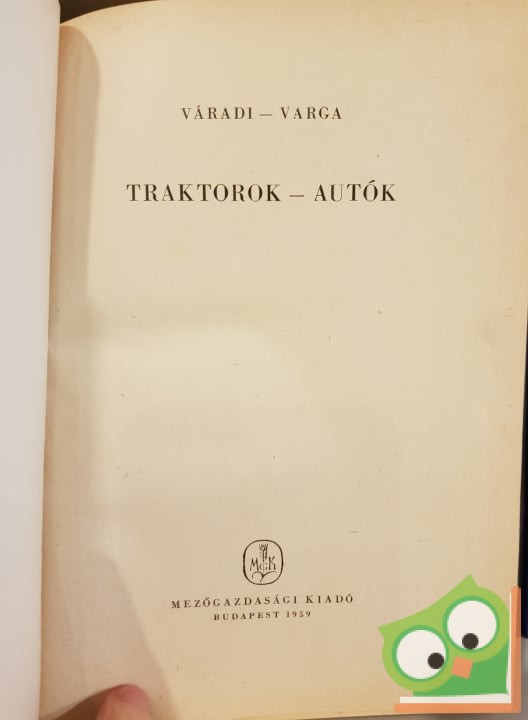 VÁRADI — VARGA
TRAKTOROK — AUTÓK
MGK
MEZŐGAZDASÁGI KIADÓ
BUDAPEST 1959